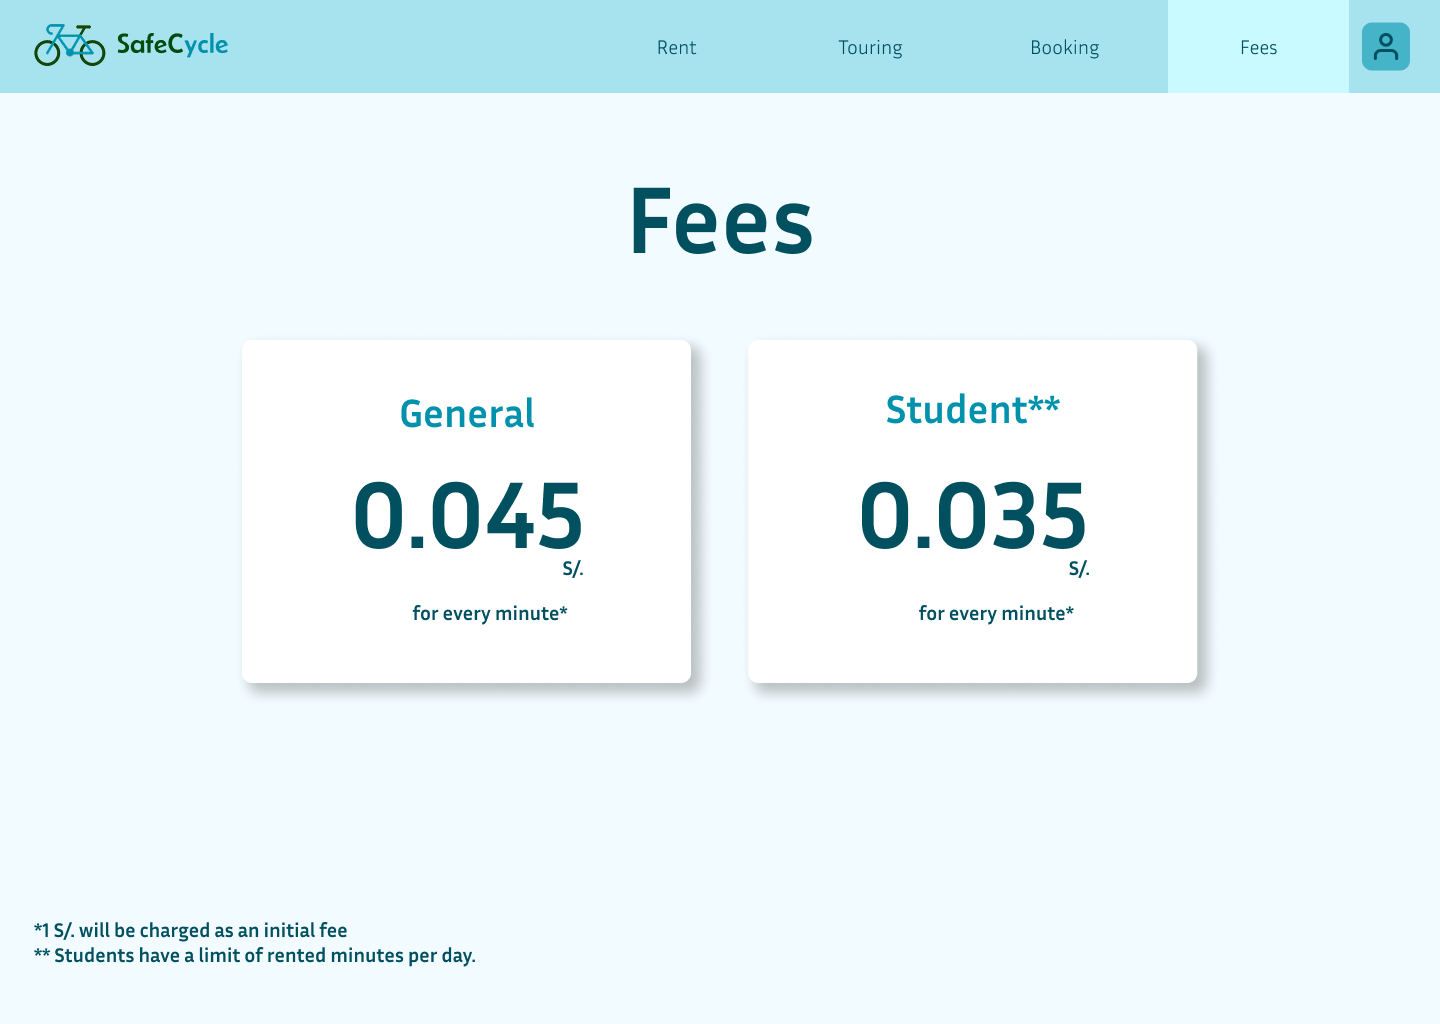 SafeCycle
Rent
Touring
Booking
Fees
Fees
General
0.045
S/.
for every minute*
Student**
0.035
S/.
for every minute*
*1 S/. will be charged as an initial fee
** Students have a limit of rented minutes per day.